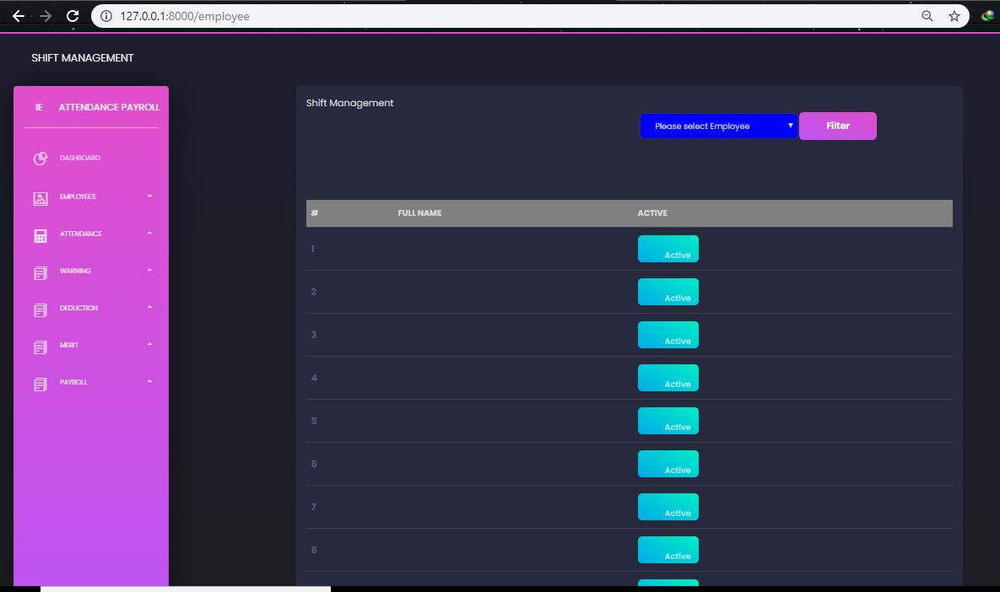 127.0.0.1:8000/employee
SHIFT MANAGEMENT
IE ATTENDANCE PAYROLL
DASHBOARD
EMPLOYEES
ATTENDANCE
WARNING
DEDUCTION
MERIT
PAYROLL
Shift Management
Please select Employee Filter
# FULL NAME ACTIVE
1 Active
2 Active
3 Active
4 Active
5 Active
6 Active
7 Active
8 Active